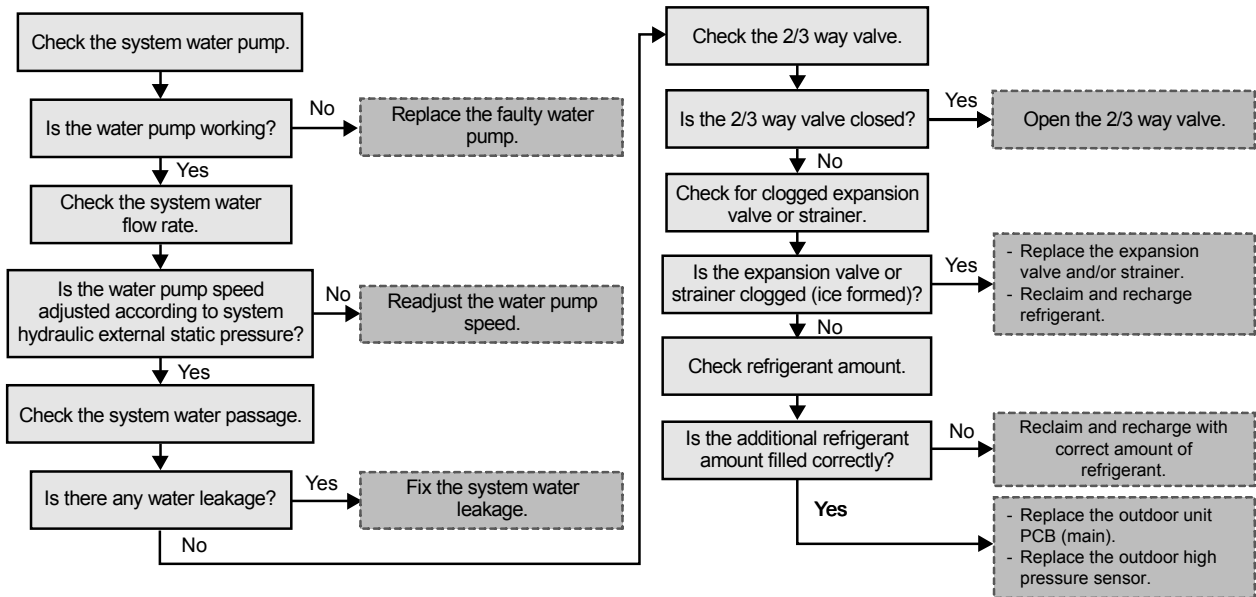 Check the system water pump.
Is the water pump working?
No
Replace the faulty water
pump.
Yes
Check the system water
flow rate.
Is the water pump speed
adjusted according to system
hydraulic external static pressure?
No
Readjust the water pump
speed.
Yes
Check the system water passage.
Is there any water leakage?
Yes
Fix the system water
leakage.
No
Check the 2/3 way valve.
Is the 2/3 way valve closed?
Yes
Open the 2/3 way valve.
No
Check for clogged expansion
valve or strainer.
Is the expansion valve or
strainer clogged (ice formed)?
Yes
- Replace the expansion
valve and/or strainer.
- Reclaim and recharge
refrigerant.
No
Check refrigerant amount.
Is the additional refrigerant
amount filled correctly?
No
Reclaim and recharge with
correct amount of
refrigerant.
Yes
- Replace the outdoor unit
PCB (main).
- Replace the outdoor high
pressure sensor.